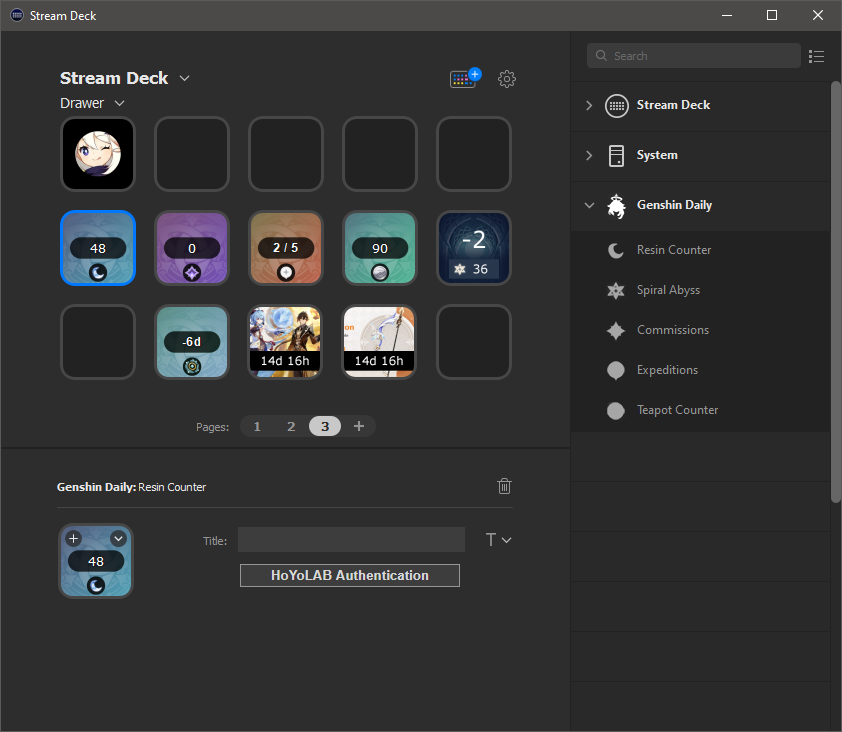 Stream Deck
Stream Deck
Drawer
48
0
2 / 5
90
-2
36
-6d
14d 16h
on
14d 16h
Pages:
1
2
3
+
Genshin Daily: Resin Counter
48
Title:
T
HoYoLAB Authentication
Search
Stream Deck
System
Genshin Daily
Resin Counter
Spiral Abyss
Commissions
Expeditions
Teapot Counter